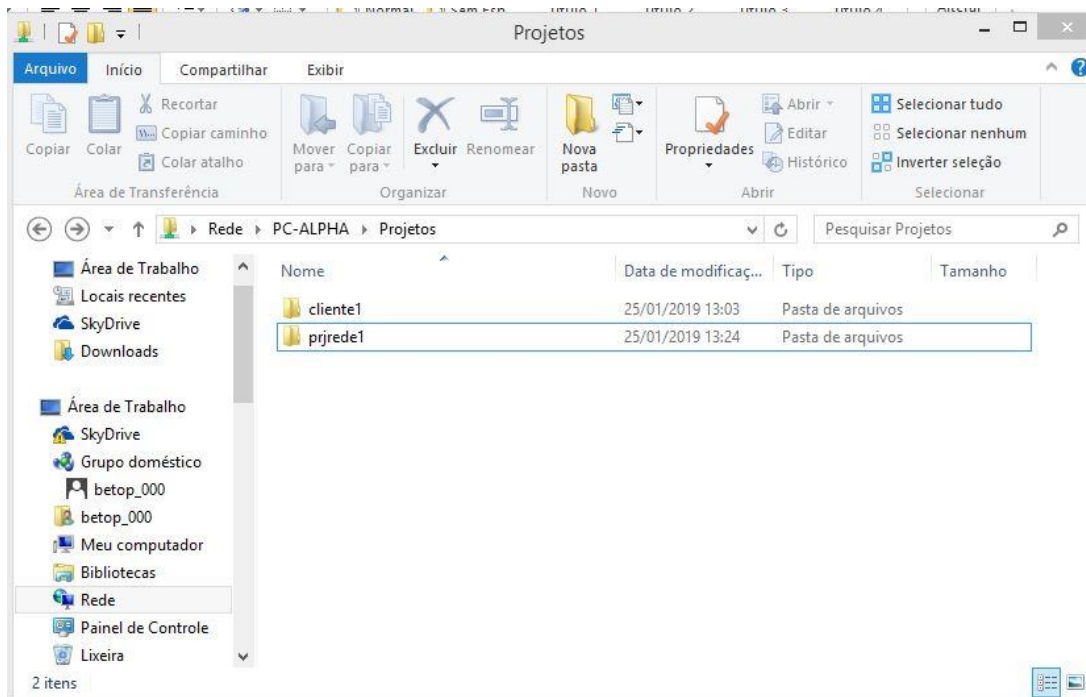 Projetos
Arquivo Início Compartilhar Exibir
Copiar
Colar
Recortar
Copiar caminho
Colar atalho
Área de Transferência
Mover para
Copiar para
Excluir
Renomear
Organizar
Nova pasta
Novo
Propriedades
Abrir
Editar
Histórico
Abrir
Selecionar tudo
Selecionar nenhum
Inverter seleção
Selecionar
Rede PC-ALPHA Projetos
Pesquisar Projetos
Área de Trabalho
Locais recentes
SkyDrive
Downloads
Área de Trabalho
SkyDrive
Grupo doméstico
betop_000
betop_000
Meu computador
Bibliotecas
Rede
Painel de Controle
Lixeira
Nome Data de modificaç... Tipo Tamanho
cliente1 25/01/2019 13:03 Pasta de arquivos
prjrede1 25/01/2019 13:24 Pasta de arquivos
2 itens